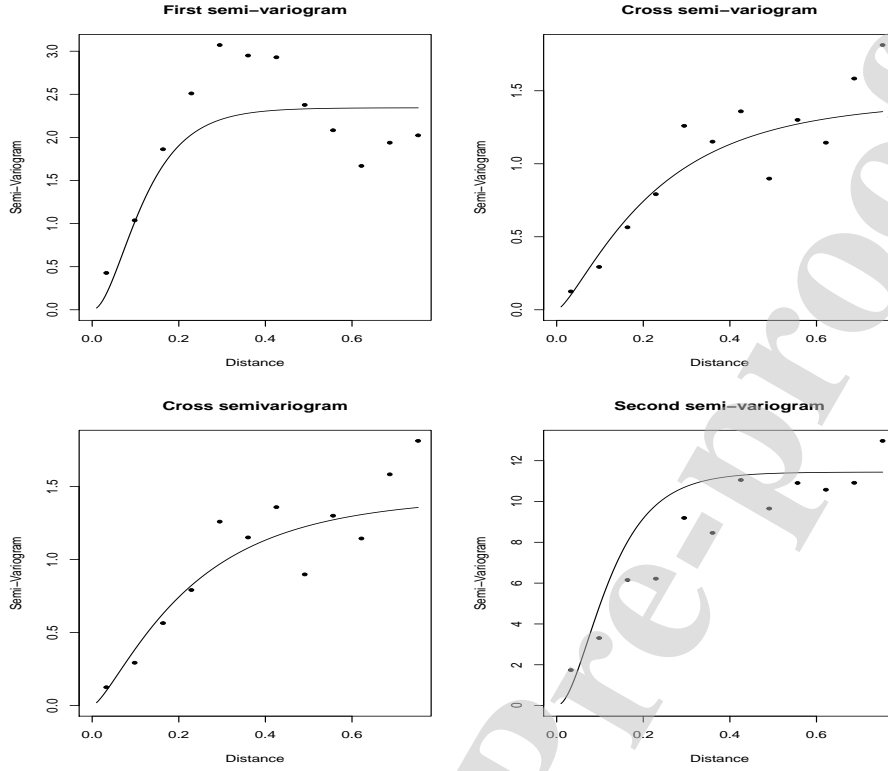 First semi-variogram
Semi-Variogram
0.0 0.5 1.0 1.5 2.0 2.5 3.0
0.0 0.2 0.4 0.6
Distance
Cross semi-variogram
Semi-Variogram
0.0 0.5 1.0 1.5
0.0 0.2 0.4 0.6
Distance
Cross semivariogram
Semi-Variogram
0.0 0.5 1.0 1.5
0.0 0.2 0.4 0.6
Distance
Second semi-variogram
Semi-Variogram
0 2 4 6 8 10 12
0.0 0.2 0.4 0.6
Distance
Pre-proof